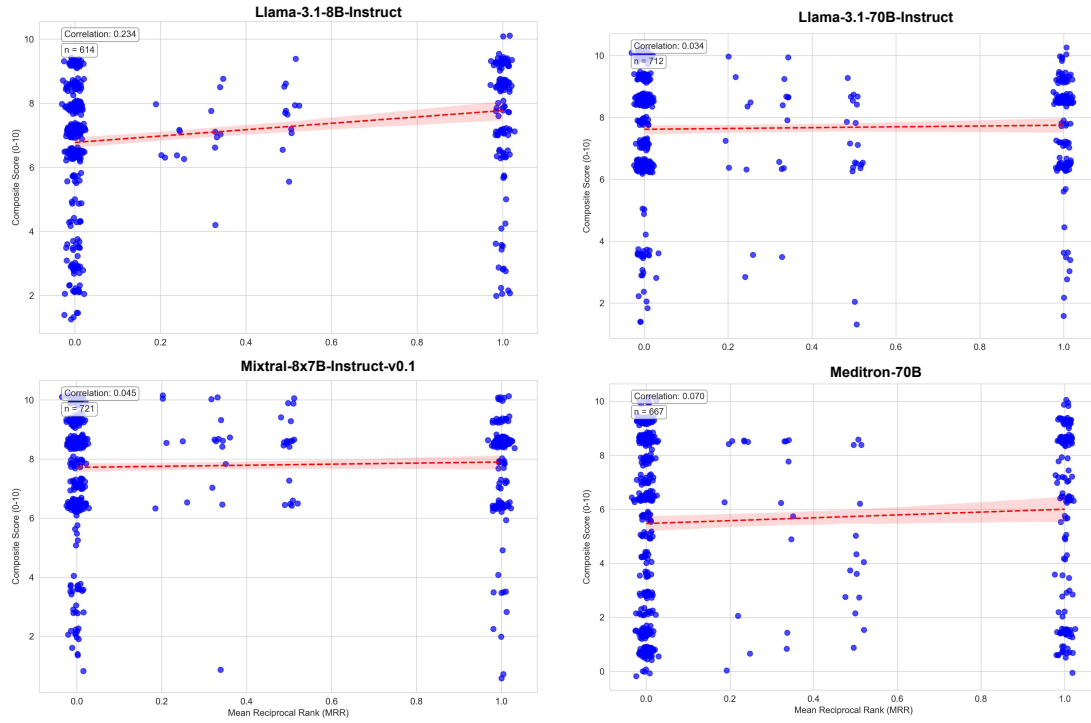 Llama-3.1-8B-Instruct
Correlation: 0.234
n = 614
Composite Score (0-10)
10
8
6
4
2
0.0 0.2 0.4 0.6 0.8 1.0
Llama-3.1-70B-Instruct
Correlation: 0.034
n = 712
Composite Score (0-10)
10
8
6
4
2
0.0 0.2 0.4 0.6 0.8 1.0
Mixtral-8x7B-Instruct-v0.1
Correlation: 0.045
n = 721
Composite Score (0-10)
10
8
6
4
2
0.0 0.2 0.4 0.6 0.8 1.0
Mean Reciprocal Rank (MRR)
Meditron-70B
Correlation: 0.070
n = 667
Composite Score (0-10)
10
8
6
4
2
0
0.0 0.2 0.4 0.6 0.8 1.0
Mean Reciprocal Rank (MRR)